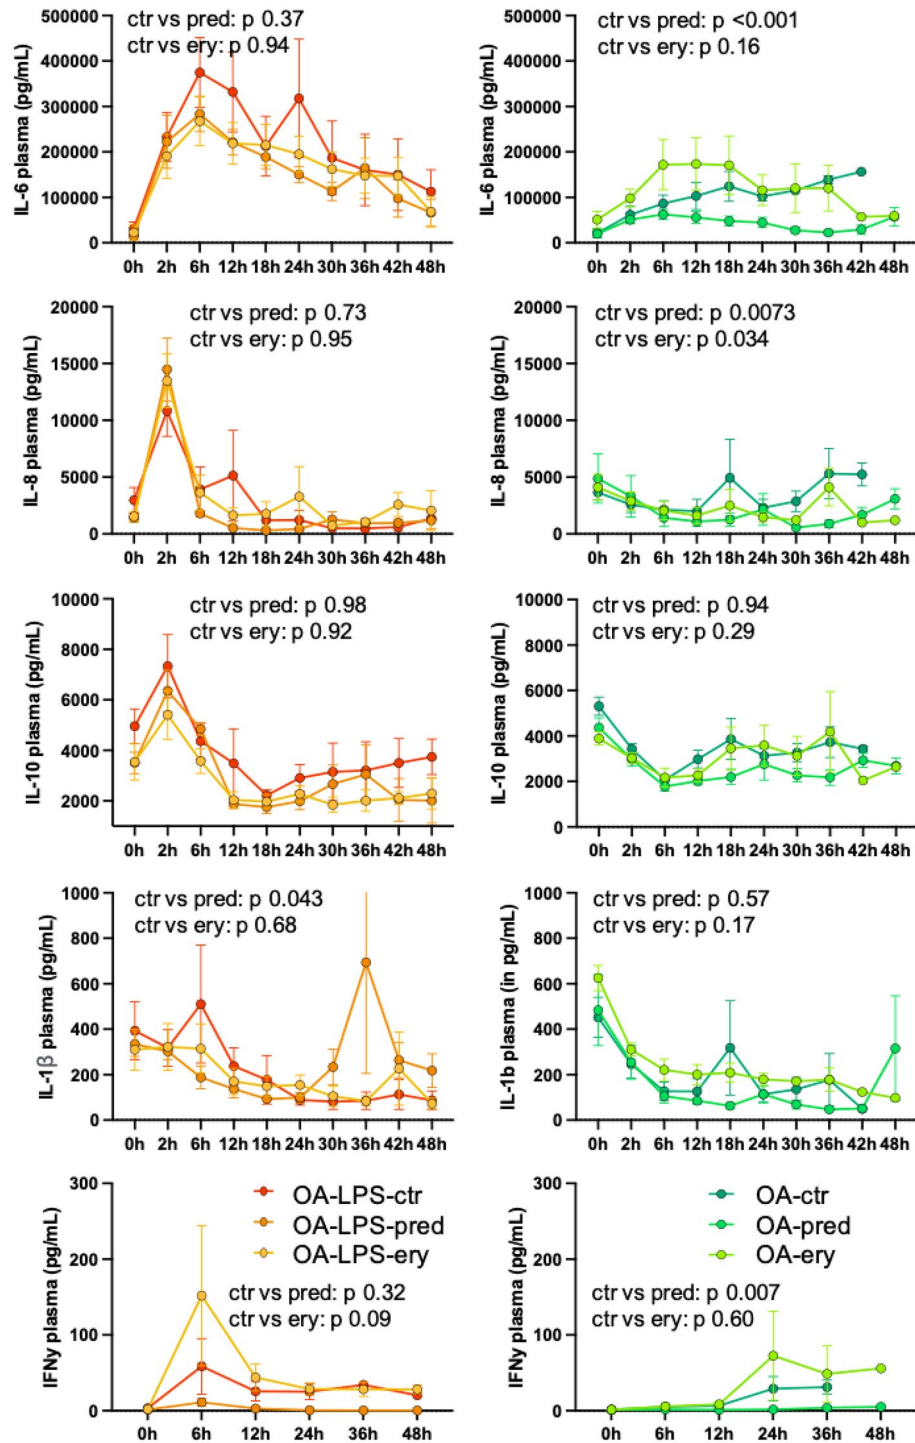 ctr vs pred: p 0.37
ctr vs ery: p 0.94
IL-6 plasma (pg/mL)
500000
400000
300000
200000
100000
0
0h 2h 6h 12h 18h 24h 30h 36h 42h 48h
ctr vs pred: p <0.001
ctr vs ery: p 0.16
IL-6 plasma (pg/mL)
500000
400000
300000
200000
100000
0
0h 2h 6h 12h 18h 24h 30h 36h 42h 48h
ctr vs pred: p 0.73
ctr vs ery: p 0.95
IL-8 plasma (pg/mL)
20000
15000
10000
5000
0
0h 2h 6h 12h 18h 24h 30h 36h 42h 48h
ctr vs pred: p 0.0073
ctr vs ery: p 0.034
IL-8 plasma (pg/mL)
20000
15000
10000
5000
0
0h 2h 6h 12h 18h 24h 30h 36h 42h 48h
ctr vs pred: p 0.98
ctr vs ery: p 0.92
IL-10 plasma (pg/mL)
10000
8000
6000
4000
2000
0h 2h 6h 12h 18h 24h 30h 36h 42h 48h
ctr vs pred: p 0.94
ctr vs ery: p 0.29
IL-10 plasma (pg/mL)
10000
8000
6000
4000
2000
0
0h 2h 6h 12h 18h 24h 30h 36h 42h 48h
ctr vs pred: p 0.043
ctr vs ery: p 0.68
IL-1β plasma (pg/mL)
1000
800
600
400
200
0
0h 2h 6h 12h 18h 24h 30h 36h 42h 48h
ctr vs pred: p 0.57
ctr vs ery: p 0.17
IL-1b plasma (in pg/mL)
1000
800
600
400
200
0
0h 2h 6h 12h 18h 24h 30h 36h 42h 48h
OA-LPS-ctr
OA-LPS-pred
OA-LPS-ery
ctr vs pred: p 0.32
ctr vs ery: p 0.09
IFNy plasma (pg/mL)
300
200
100
0
0h 6h 12h 24h 36h 48h
OA-ctr
OA-pred
OA-ery
ctr vs pred: p 0.007
ctr vs ery: p 0.60
IFNy plasma (pg/mL)
300
200
100
0
0h 6h 12h 24h 36h 48h